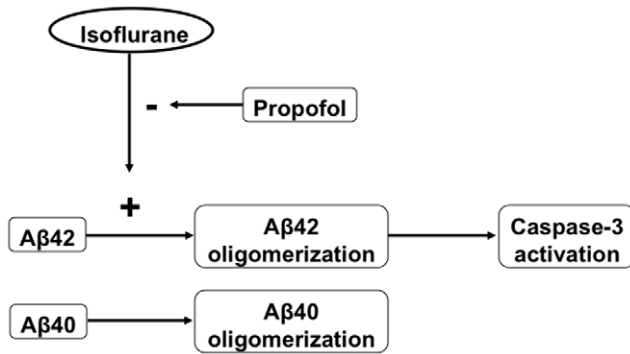 Isoflurane
-
Propofol
+
Aβ42
Aβ42
oligomerization
Caspase-3
activation
Aβ40
Aβ40
oligomerization